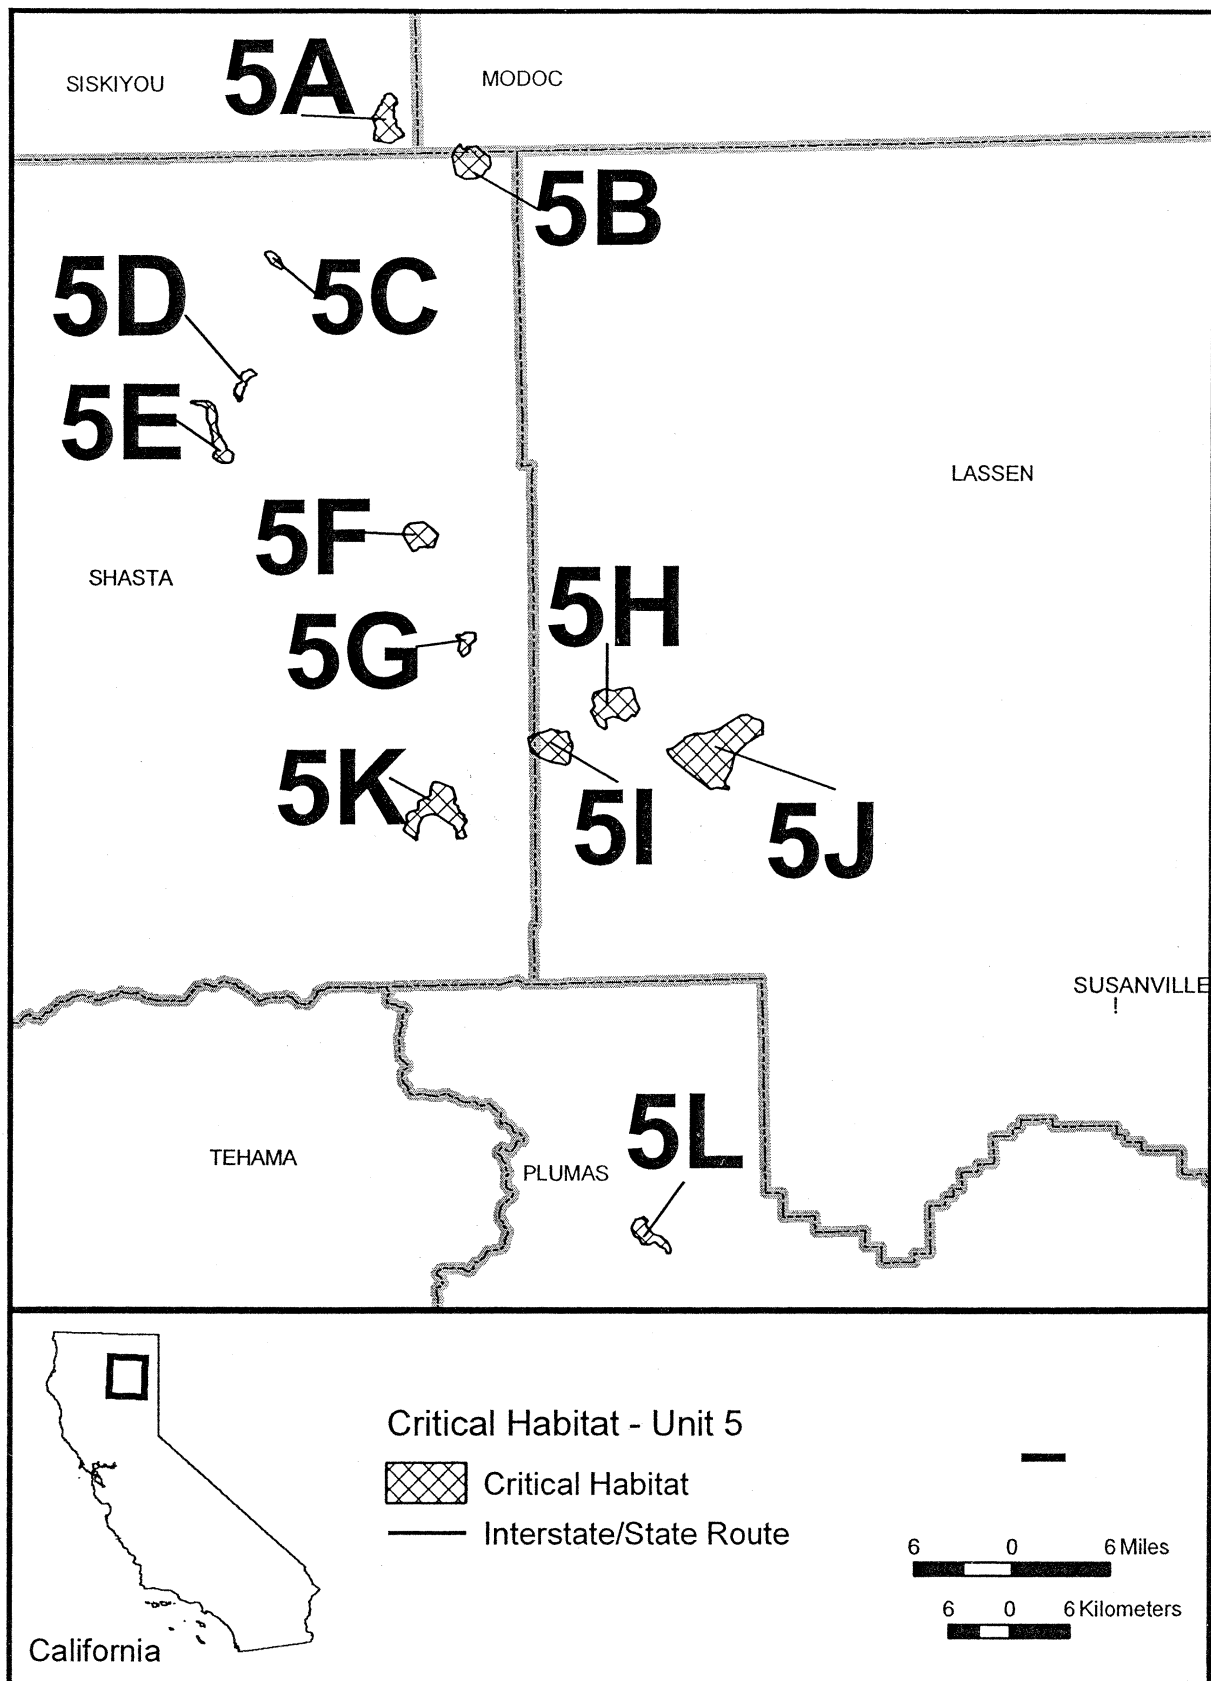 SISKIYOU
5A
MODOC
5B
5C
5D
5E
LASSEN
5F
SHASTA
5H
5G
5K
5I
5J
SUSANVILLE
!
5L
TEHAMA
PLUMAS
Critical Habitat - Unit 5
Critical Habitat
Interstate/State Route
6 0 6 Miles
6 0 6 Kilometers
California